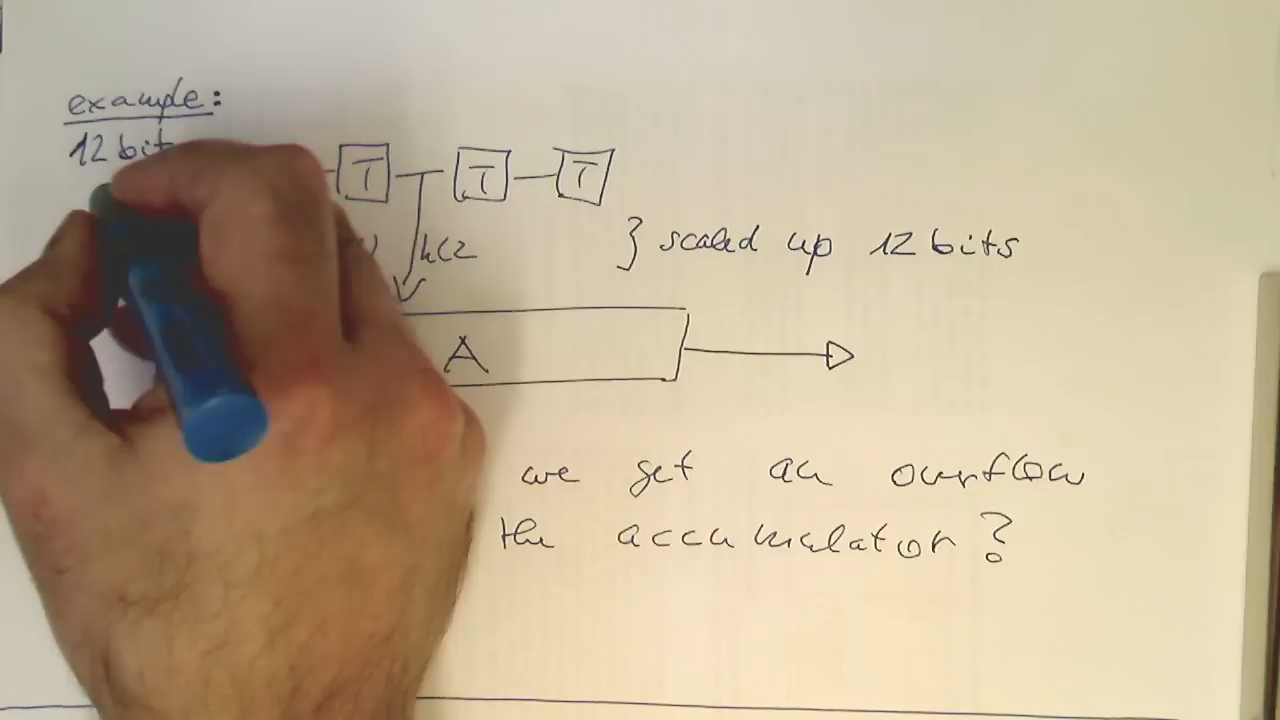 example:
12 bit
T T T
h(2
} scaled up 12 bits
A
we get an overflow
the accumulator?